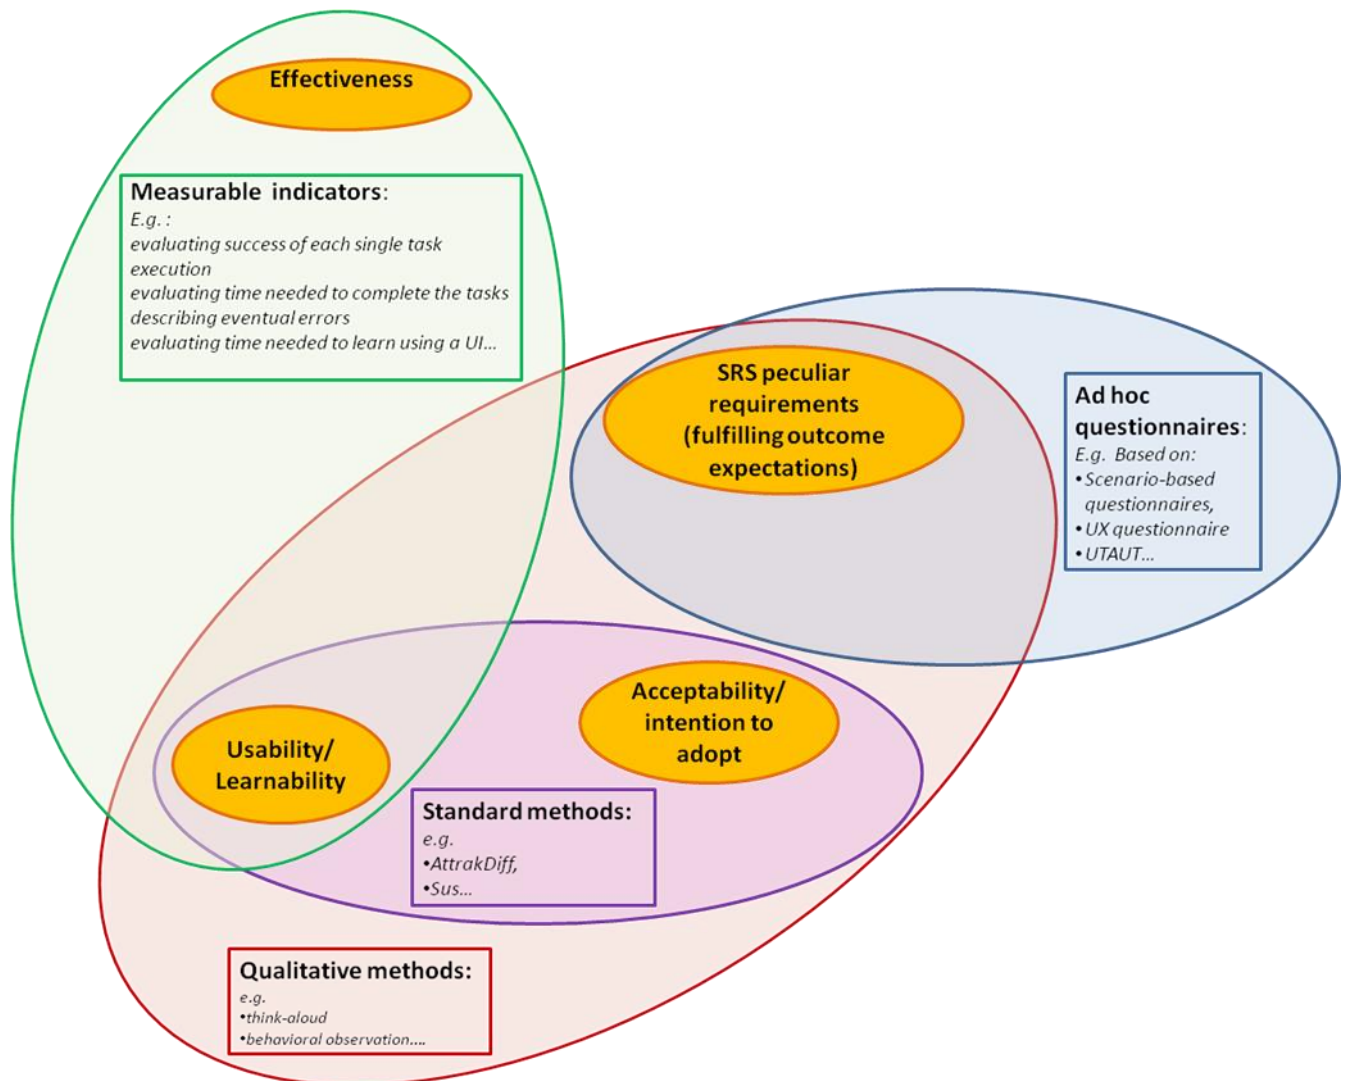 Effectiveness
Measurable indicators:
E.g. :
evaluating success of each single task
execution
evaluating time needed to complete the tasks
describing eventual errors
evaluating time needed to learn using a UI...
SRS peculiar
requirements
(fulfilling outcome
expectations)
Ad hoc
questionnaires:
E.g. Based on:
•Scenario-based
questionnaires,
•UX questionnaire
•UTAUT...
Acceptability/
intention to
adopt
Usability/
Learnability
Standard methods:
e.g.
•AttrakDiff,
•Sus...
Qualitative methods:
e.g.
•think-aloud
•behavioral observation....